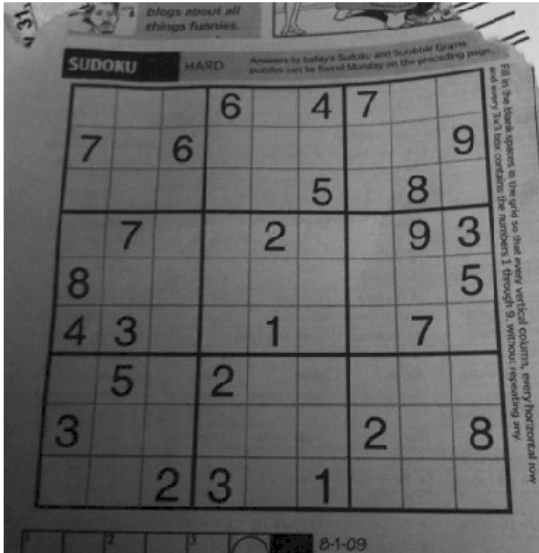 blogs about all
things funnies.
SUDOKU HARD
Answers to today's Sudoku and Scrabble Grams
puzzles can be found Monday on the preceding page.
Fill in the blank spaces in the grid so that every vertical column, every horizontal row
and every 3x3 box contains the numbers 1 through 9, without repeating any.
6 4 7
7 6 9
5 8
7 2 9 3
8 5
4 3 1 7
5 2
3 2 8
2 3 1
1 2 3
8-1-09